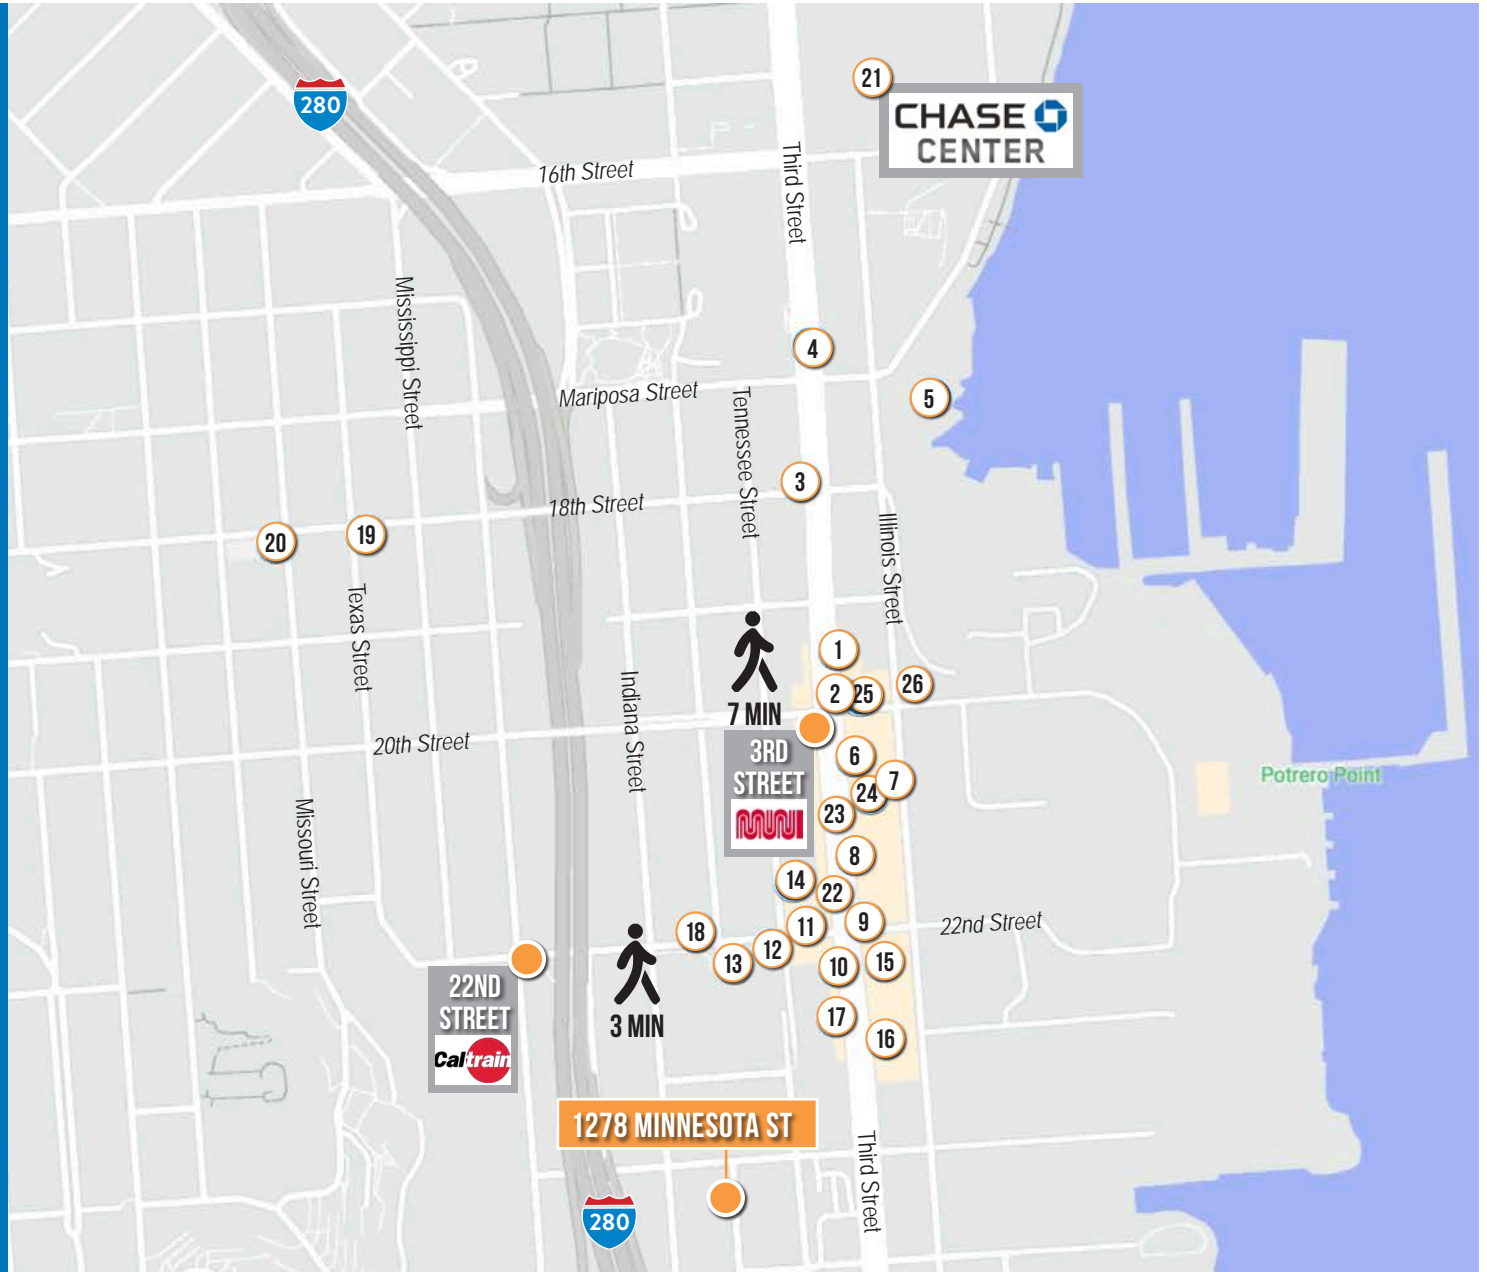 21
280
CHASE
CENTER
16th Street
Third Street
Mississippi Street
4
Mariposa Street
Tennessee Street
5
3
18th Street
Illinois Street
20
19
Texas Street
1
26
2
25
7 MIN
Indiana Street
20th Street
3RD
STREET
MUNI
6
7
24
23
Potrero Point
Missouri Street
8
14
22
9
11
22nd Street
18
12
13
10
15
22ND
STREET
Caltrain
3 MIN
17
16
1278 MINNESOTA ST
Third Street
280